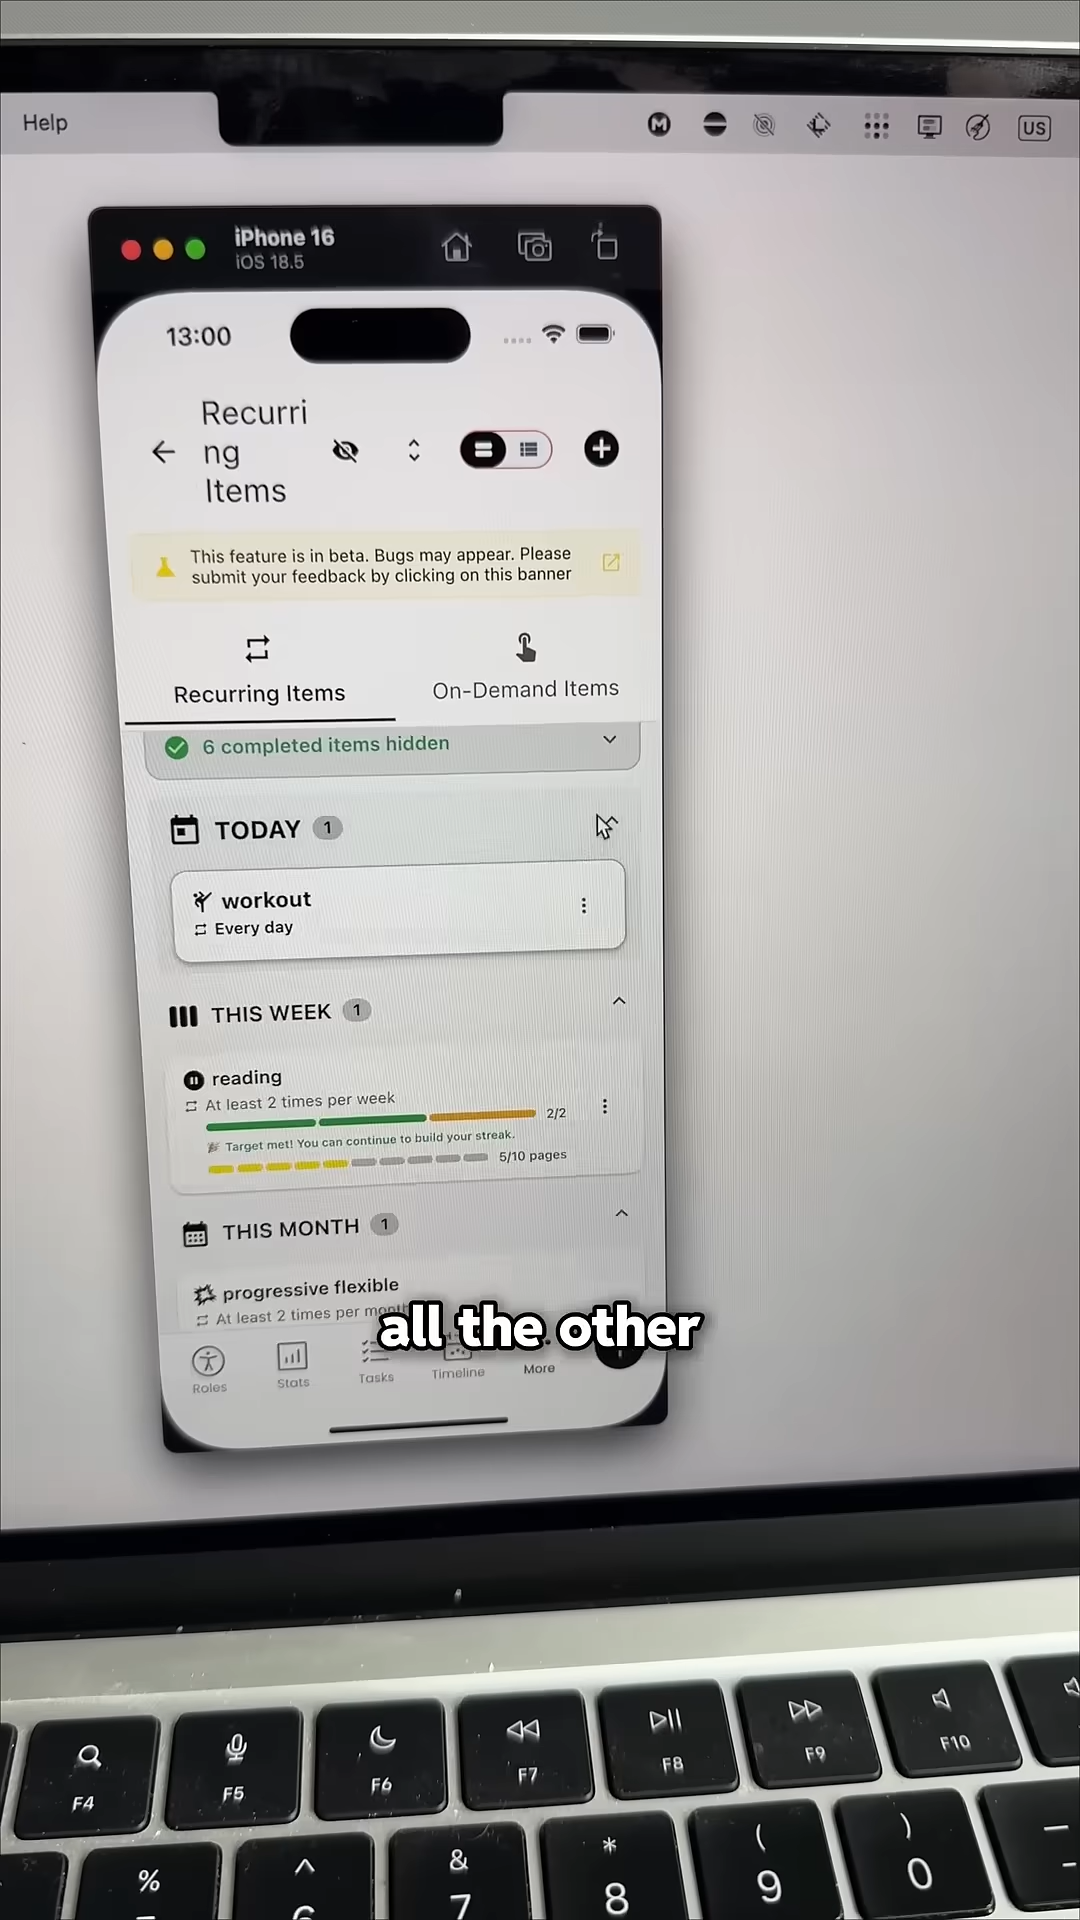 Help
US
iPhone 16
iOS 18.5
13:00
Recurri
ng
Items
This feature is in beta. Bugs may appear. Please
submit your feedback by clicking on this banner
Recurring Items
On-Demand Items
6 completed items hidden
TODAY 1
workout
Every day
THIS WEEK 1
reading
At least 2 times per week
2/2
Target met! You can continue to build your streak.
5/10 pages
THIS MONTH 1
progressive flexible
At least 2 times per month
all the other
Roles
Stats
Tasks
Timeline
More
F4
F5
F6
F7
F8
F9
F10
%
^
6
&
7
*
8
(
9
)
0